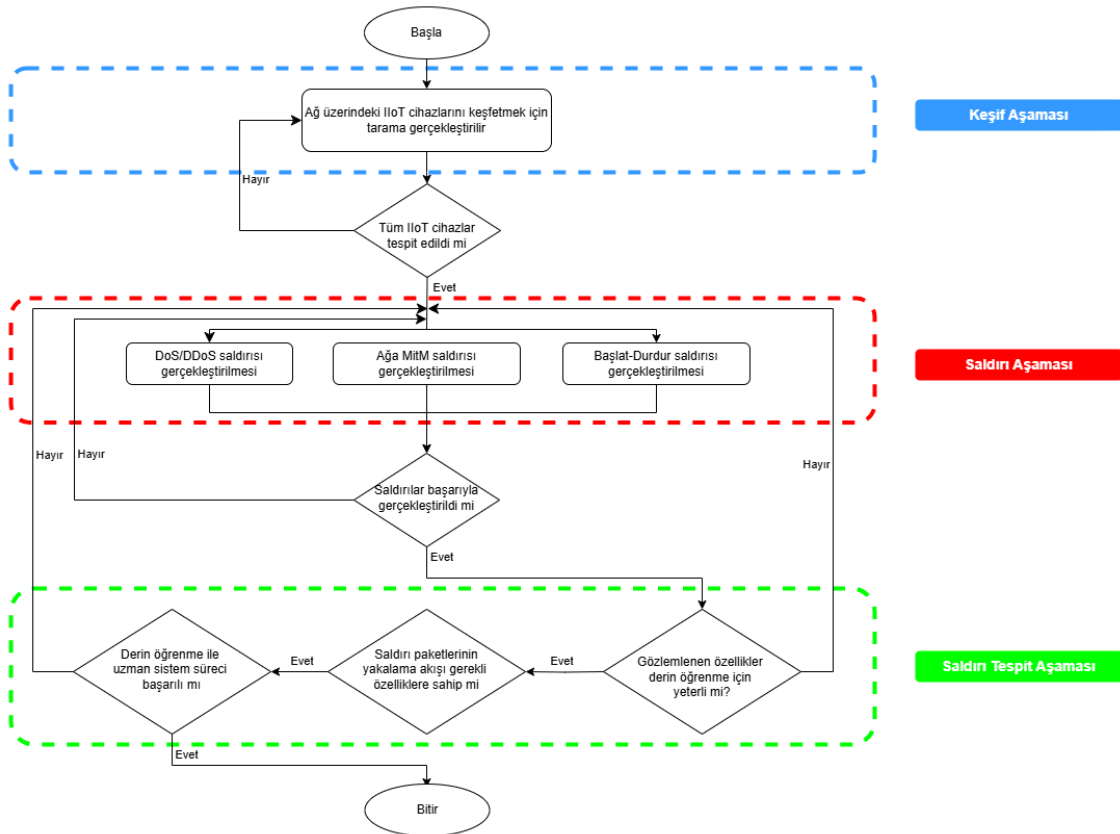 Başla
Ağ üzerindeki IIoT cihazlarını keşfetmek için
tarama gerçekleştirilir
Keşif Aşaması
Hayır
Tüm IIoT cihazlar
tespit edildi mi
Evet
DoS/DDoS saldırısı
gerçekleştirilmesi
Ağa MitM saldırısı
gerçekleştirilmesi
Başlat-Durdur saldırısı
gerçekleştirilmesi
Saldırı Aşaması
Hayır
Hayır
Hayır
Saldırılar başarıyla
gerçekleştirildi mi
Evet
Derin öğrenme ile
uzman sistem süreci
başarılı mı
Evet
Saldırı paketlerinin
yakalama akışı gerekli
özelliklere sahip mi
Evet
Gözlemlenen özellikler
derin öğrenme için
yeterli mi?
Saldırı Tespit Aşaması
Evet
Bitir